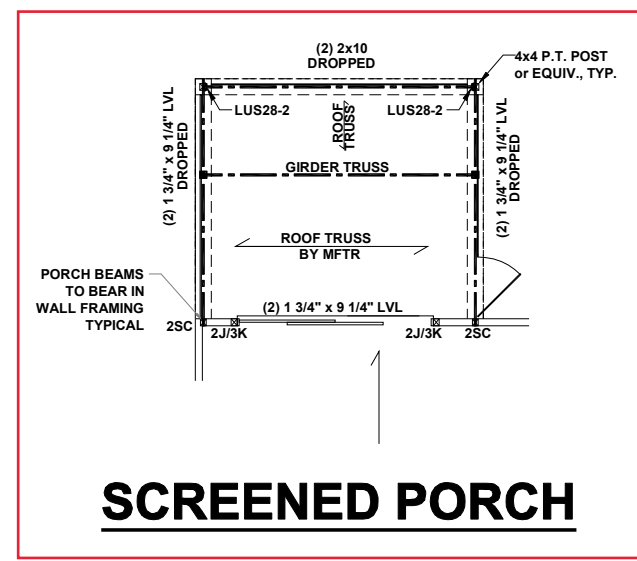 (2) 2x10
DROPPED
4x4 P.T. POST
or EQUIV., TYP.
LUS28-2
LUS28-2
ROOF
TRUSS
(2) 1 3/4" x 9 1/4" LVL
DROPPED
(2) 1 3/4" x 9 1/4" LVL
DROPPED
GIRDER TRUSS
ROOF TRUSS
BY MFTR
PORCH BEAMS
TO BEAR IN
WALL FRAMING
TYPICAL
(2) 1 3/4" x 9 1/4" LVL
2SC
2J/3K
2J/3K
2SC
SCREENED PORCH